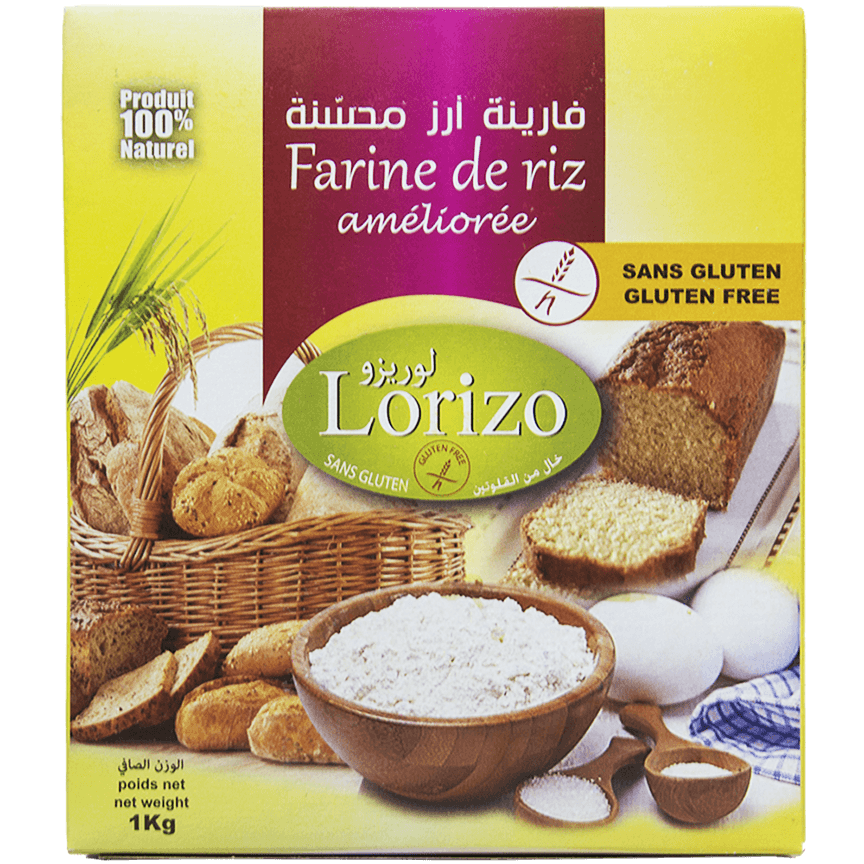 Produit
100%
Naturel
فارينة أرز محسّنة
Farine de riz
améliorée
SANS GLUTEN
GLUTEN FREE
لوريزو
Lorizo
SANS GLUTEN
GLUTEN FREE
خال من الغلوتين
الوزن الصافي
poids net
net weight
1Kg